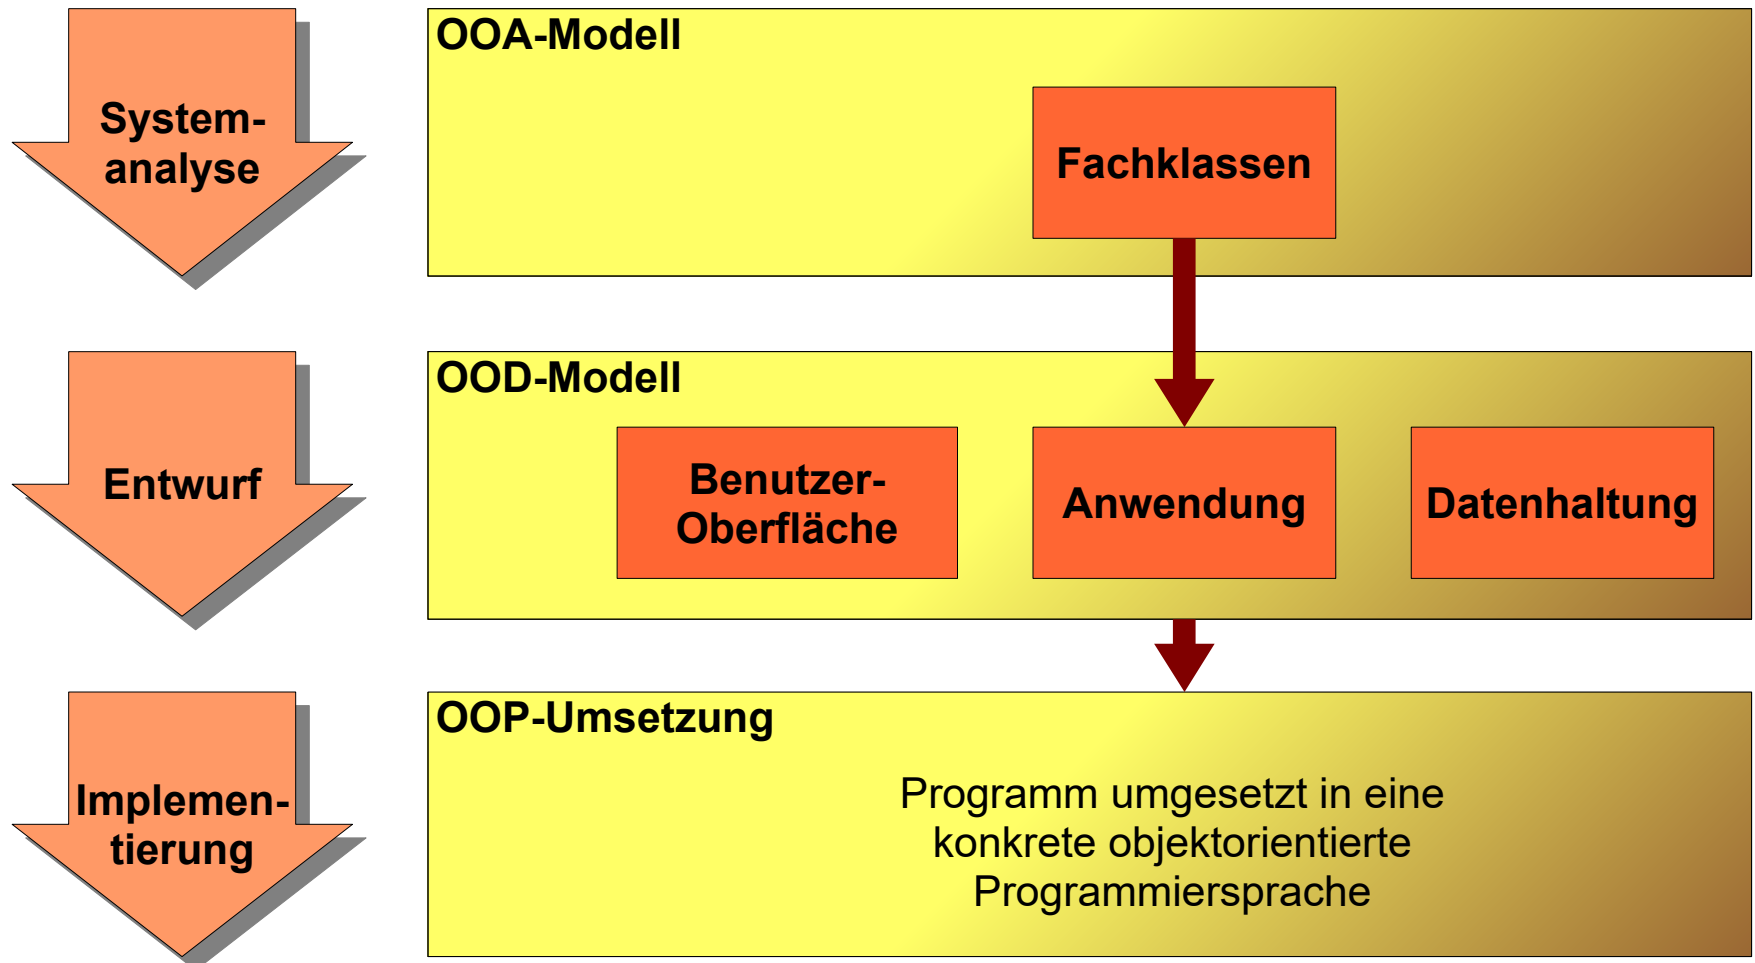 System-
analyse
OOA-Modell
Fachklassen
Entwurf
OOD-Modell
Benutzer-
Oberfläche
Anwendung
Datenhaltung
Implemen-
tierung
OOP-Umsetzung
Programm umgesetzt in eine
konkrete objektorientierte
Programmiersprache